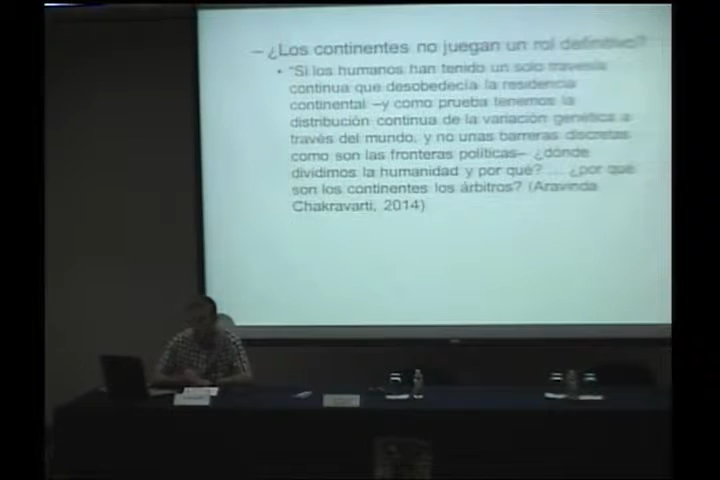 – ¿Los continentes no juegan un rol definitivo?
• "Si los humanos han tenido un solo travesía
continua que desobedecía la residencia
continental –y como prueba tenemos la
distribución continua de la variación genética a
través del mundo, y no unas barreras discretas
como son las fronteras políticas– ¿dónde
dividimos la humanidad y por qué? ... ¿por qué
son los continentes los árbitros? (Aravinda
Chakravarti, 2014)